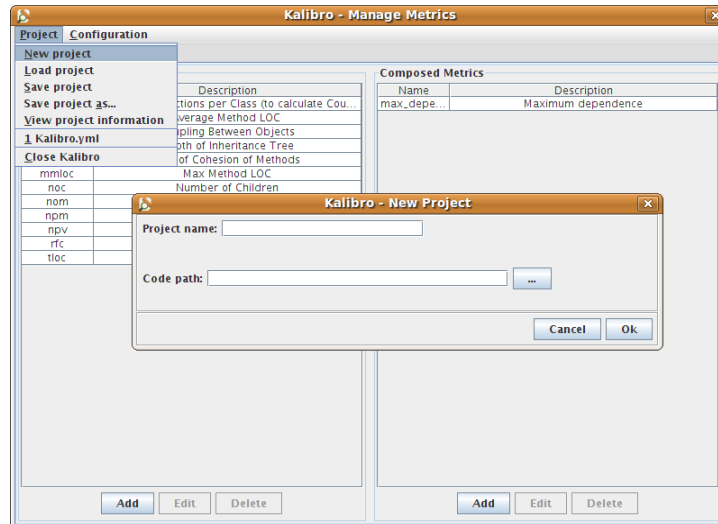 Kalibro - Manage Metrics
Project Configuration
New project
Load project
Save project
Save project as...
View project information
1 Kalibro.yml
Close Kalibro
Description
ctions per Class (to calculate Cou...
verage Method LOC
pling Between Objects
th of Inheritance Tree
of Cohesion of Methods
mmloc Max Method LOC
noc Number of Children
nom
npm
npv
rfc
tloc
Composed Metrics
Name Description
max_depe... Maximum dependence
Kalibro - New Project
Project name:
Code path: ...
Cancel Ok
Add Edit Delete
Add Edit Delete